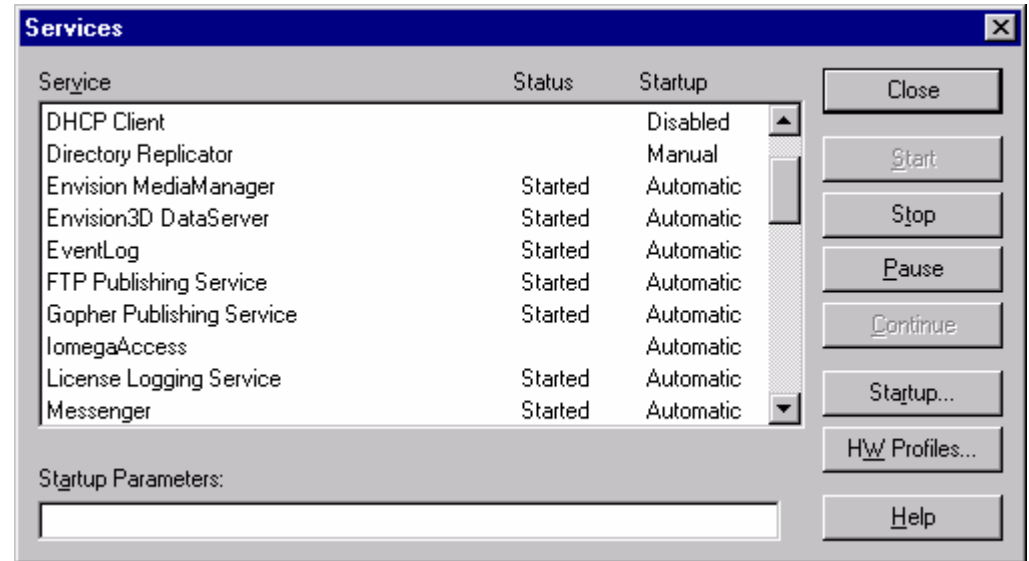 Services
Service Status Startup
DHCP Client Disabled
Directory Replicator Manual
Envision MediaManager Started Automatic
Envision3D DataServer Started Automatic
EventLog Started Automatic
FTP Publishing Service Started Automatic
Gopher Publishing Service Started Automatic
IomegaAccess Automatic
License Logging Service Started Automatic
Messenger Started Automatic
Startup Parameters:
Close
Start
Stop
Pause
Continue
Startup...
HW Profiles...
Help